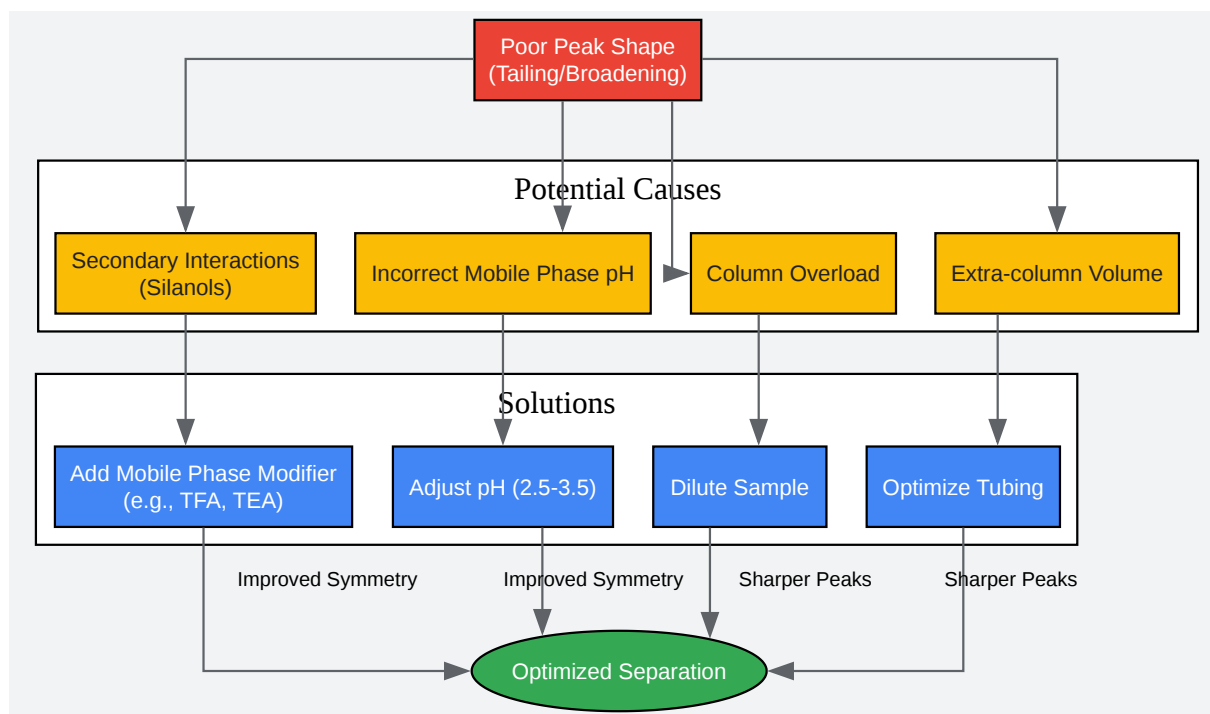 Poor Peak Shape
(Tailing/Broadening)
Potential Causes
Secondary Interactions
(Silanols)
Incorrect Mobile Phase pH
Column Overload
Extra-column Volume
Solutions
Add Mobile Phase Modifier
(e.g., TFA, TEA)
Adjust pH (2.5-3.5)
Dilute Sample
Optimize Tubing
Improved Symmetry
Improved Symmetry
Sharper Peaks
Sharper Peaks
Optimized Separation